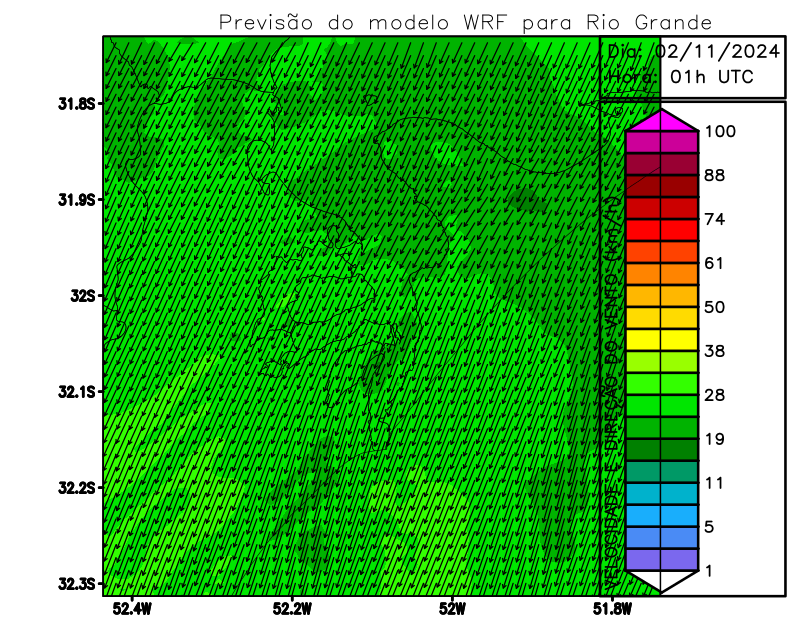 Previsão do modelo WRF para Rio Grande
Dia: 02/11/2024
Hora: 01h UTC
31.8S
31.9S
32S
32.1S
32.2S
32.3S
52.4W
52.2W
52W
51.8W
VELOCIDADE E DIREÇÃO DO VENTO (km/h)
100
88
74
61
50
38
28
19
11
5
1